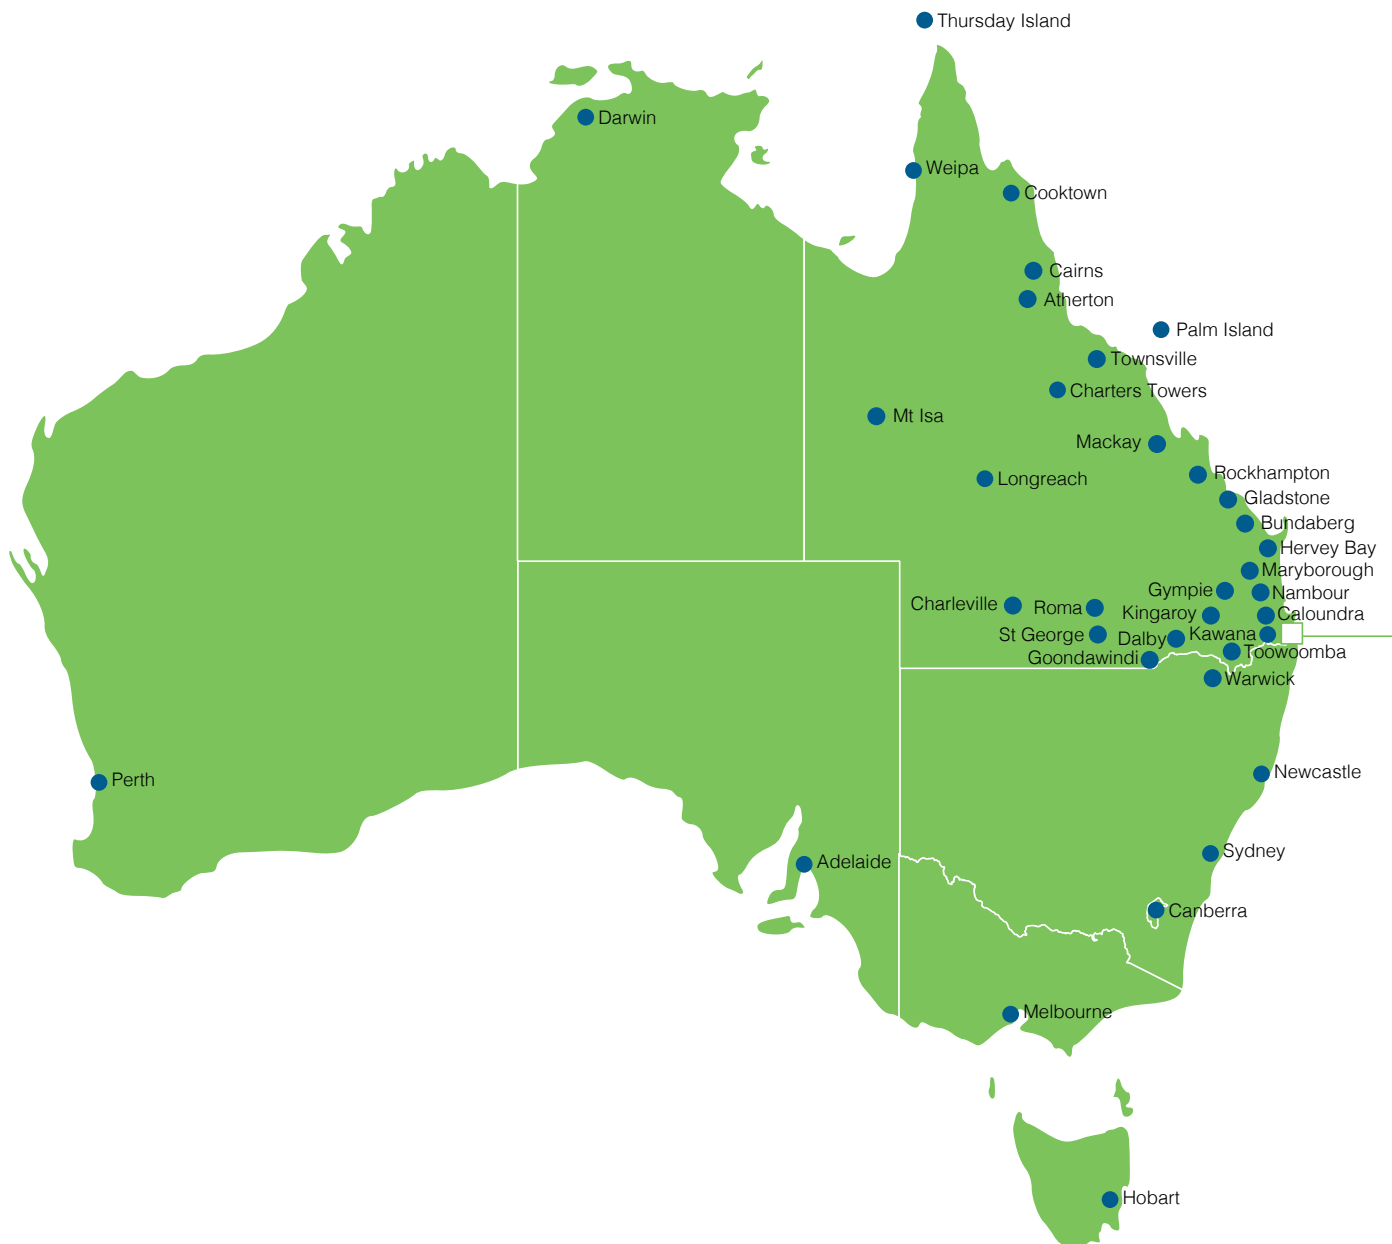 Thursday Island
Darwin
Weipa
Cooktown
Cairns
Atherton
Palm Island
Townsville
Charters Towers
Mt Isa
Mackay
Rockhampton
Longreach
Gladstone
Bundaberg
Hervey Bay
Maryborough
Gympie
Nambour
Charleville
Roma
Kingaroy
Caloundra
St George
Dalby
Kawana
Toowoomba
Goondawindi
Warwick
Newcastle
Perth
Sydney
Adelaide
Canberra
Melbourne
Hobart